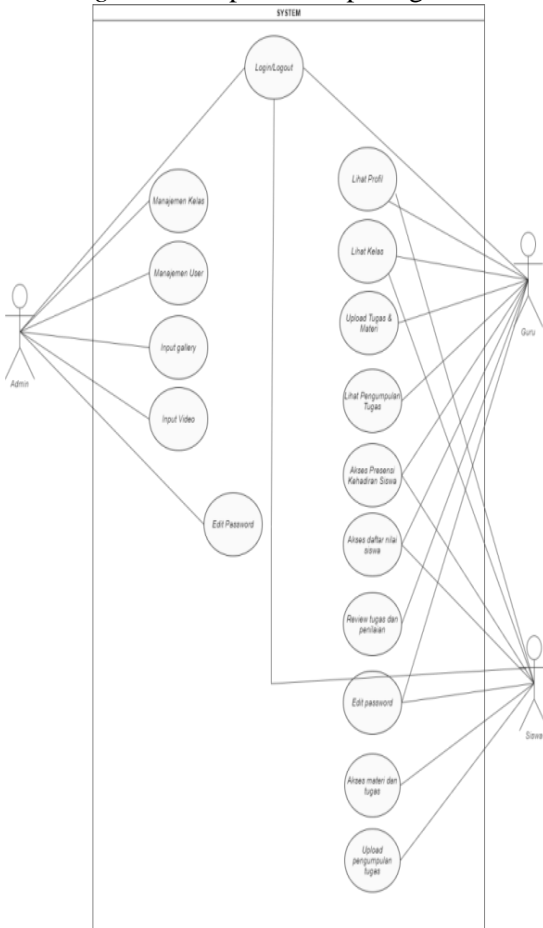 SYSTEM
Login/Logout
Manajemen Kelas
Manajemen User
Input gallery
Input Video
Edit Password
Admin
Lihat Profil
Lihat Kelas
Upload Tugas &
Materi
Lihat Pengumpulan
Tugas
Akses Presensi
Kehadiran Siswa
Akses daftar nilai
siswa
Review tugas dan
penilaian
Edit password
Akses materi dan
tugas
Upload
pengumpulan
tugas
Guru
Siswa